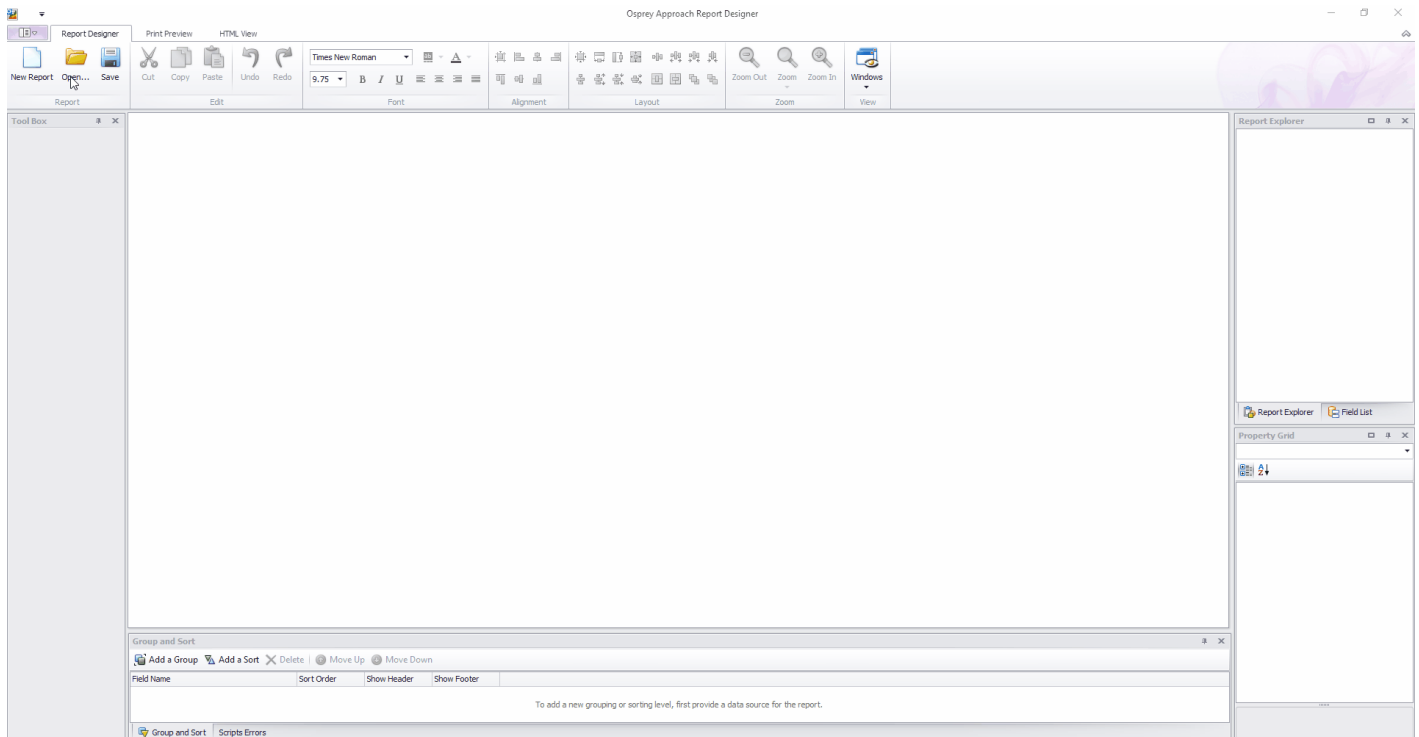 Osprey Approach Report Designer
Report Designer Print Preview HTML View
New Report Open... Save Cut Copy Paste Undo Redo Times New Roman 9.75 B I U A Zoom Out Zoom Zoom In Windows
Report Edit Font Alignment Layout Zoom View
Tool Box
Report Explorer
Report Explorer Field List
Property Grid
Group and Sort
Add a Group Add a Sort Delete Move Up Move Down
Field Name Sort Order Show Header Show Footer
To add a new grouping or sorting level, first provide a data source for the report.
Group and Sort Scripts Errors